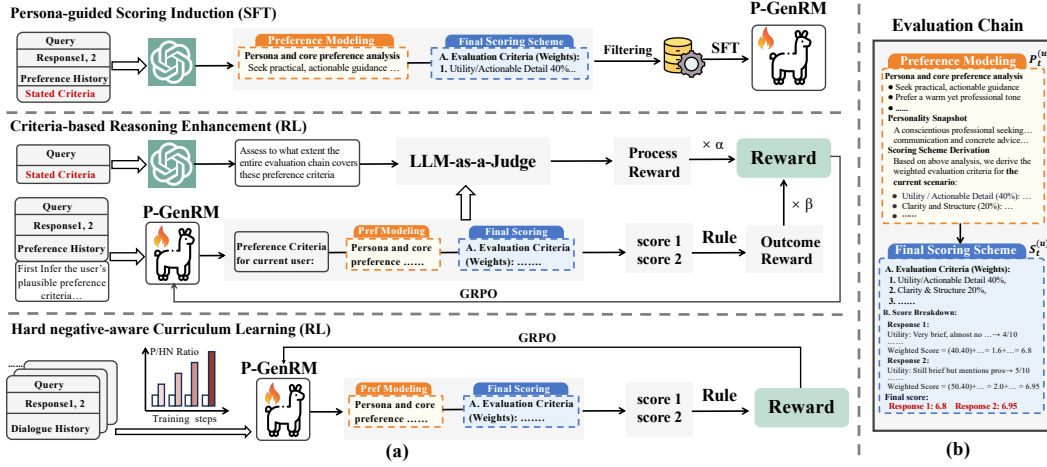 Persona-guided Scoring Induction (SFT)
Query
Response1, 2
Preference History
Stated Criteria
Preference Modeling
Persona and core preference analysis
Seek practical, actionable guidance …
Final Scoring Scheme
A. Evaluation Criteria (Weights):
1. Utility/Actionable Detail 40%...
Filtering
SFT
P-GenRM
Criteria-based Reasoning Enhancement (RL)
Query
Stated Criteria
Assess to what extent the
entire evaluation chain covers
these preference criteria
LLM-as-a-Judge
Process
Reward
× α
Reward
× β
Query
Response1, 2
Preference History
First Infer the user's
plausible preference
criteria…
P-GenRM
Preference Criteria
for current user:
Pref Modeling
Persona and core
preference ……
Final Scoring
A. Evaluation Criteria
(Weights): …….
score 1
score 2
Rule
Outcome
Reward
GRPO
Hard negative-aware Curriculum Learning (RL)
……
Query
Response1, 2
Dialogue History
P/HN Ratio
Training steps
P-GenRM
GRPO
Pref Modeling
Persona and core
preference ……
Final Scoring
A. Evaluation Criteria
(Weights): …….
score 1
score 2
Rule
Reward
(a)
Evaluation Chain
Preference Modeling
P_t^(u)
Persona and core preference analysis
● Seek practical, actionable guidance
● Prefer a warm yet professional tone
● ......
Personality Snapshot
A conscientious professional seeking…
communication and concrete advice…
Scoring Scheme Derivation
Based on above analysis, we derive the
weighted evaluation criteria for the
current scenario:
● Utility / Actionable Detail (40%): …
● Clarity and Structure (20%): …
● ……
Final Scoring Scheme
S_t^(u)
A. Evaluation Criteria (Weights):
1. Utility/Actionable Detail 40%,
2. Clarity & Structure 20%,
3. ……
B. Score Breakdown:
Response 1:
Utility: Very brief, almost no …→ 4/10
……
Weighted Score = (40.40)+…= 1.6+…= 6.8
Response 2:
Utility: Still brief but mentions pros→ 5/10
……
Weighted Score = (50.40)+…= 2.0+…= 6.95
Final score:
Response 1: 6.8 Response 2: 6.95
(b)